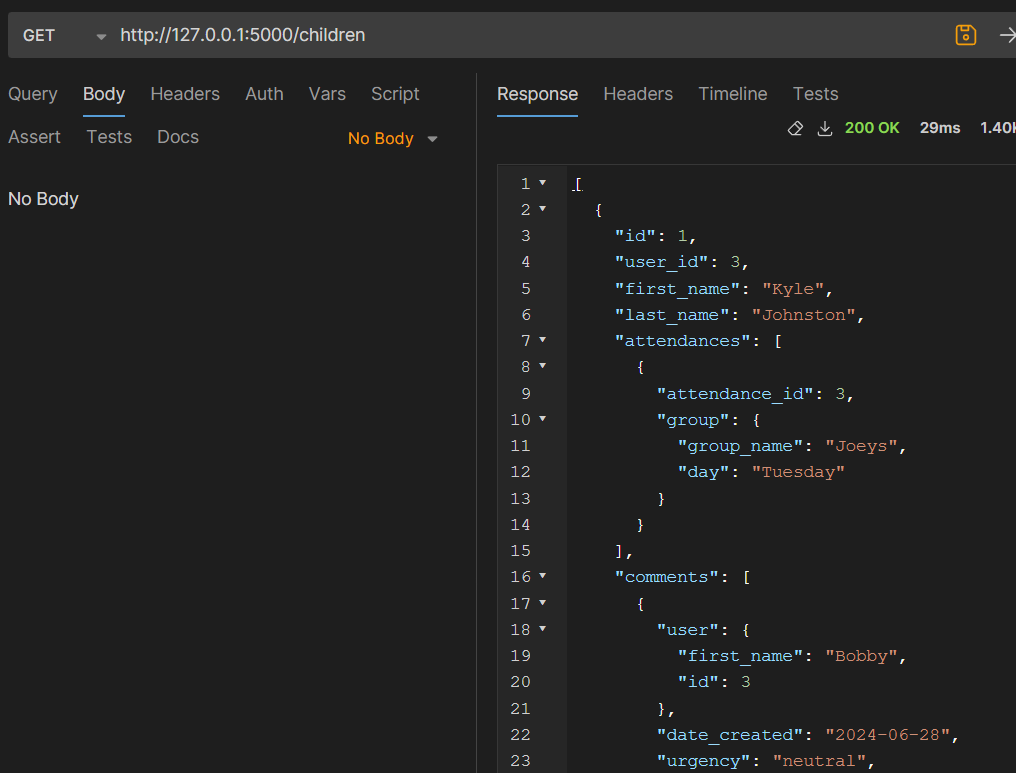 GET http://127.0.0.1:5000/children
Query Body Headers Auth Vars Script
Assert Tests Docs No Body
No Body
Response Headers Timeline Tests
200 OK 29ms 1.40K
1 [
2 {
3 "id": 1,
4 "user_id": 3,
5 "first_name": "Kyle",
6 "last_name": "Johnston",
7 "attendances": [
8 {
9 "attendance_id": 3,
10 "group": {
11 "group_name": "Joeys",
12 "day": "Tuesday"
13 }
14 }
15 ],
16 "comments": [
17 {
18 "user": {
19 "first_name": "Bobby",
20 "id": 3
21 },
22 "date_created": "2024-06-28",
23 "urgency": "neutral",